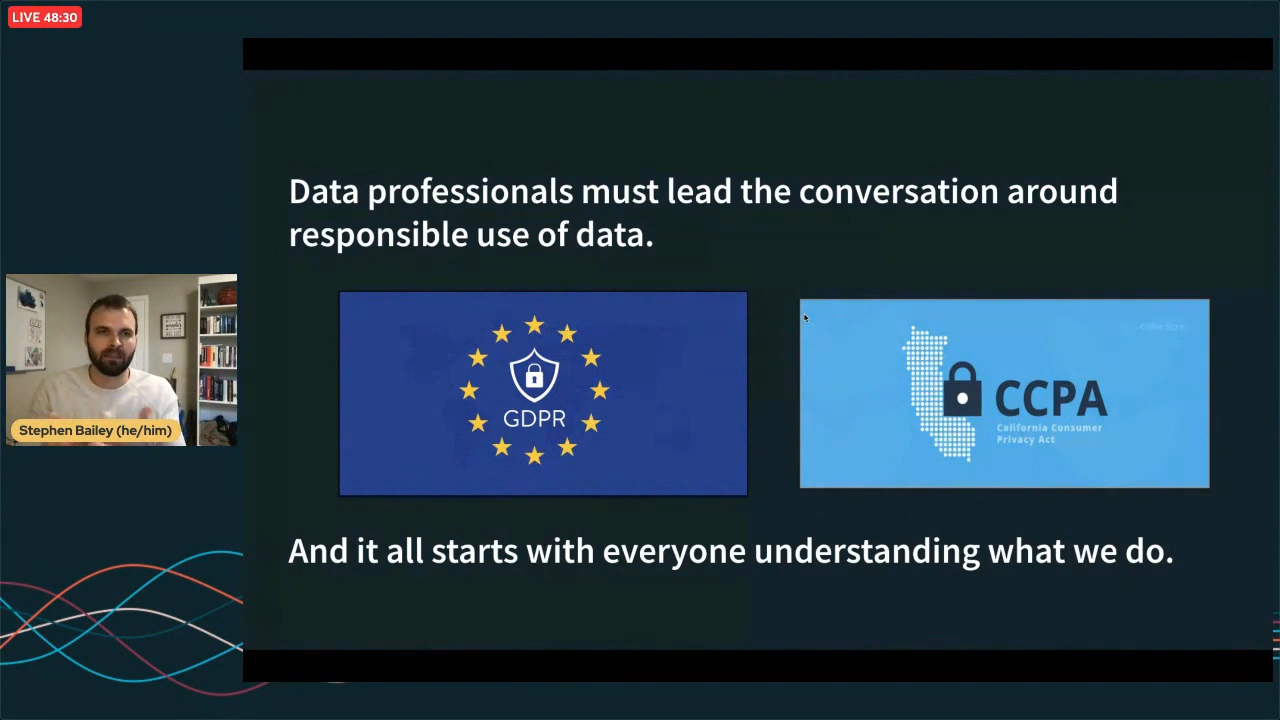 LIVE 48:30
Data professionals must lead the conversation around
responsible use of data.
GDPR
CCPA
California Consumer
Privacy Act
And it all starts with everyone understanding what we do.
Stephen Bailey (he/him)